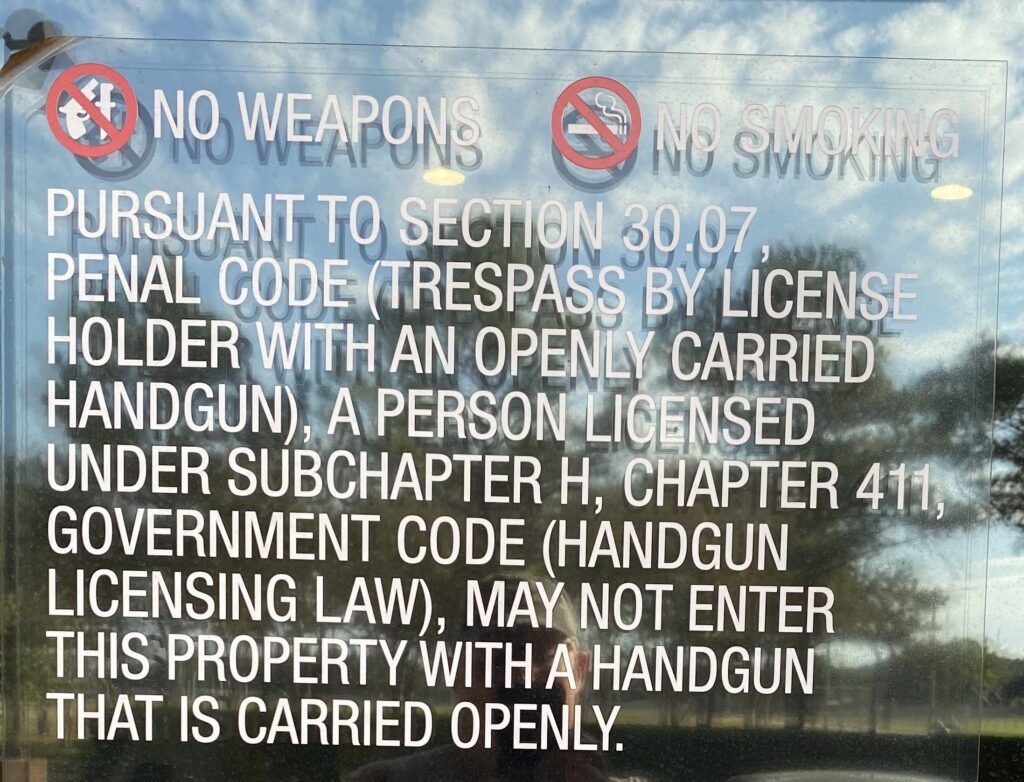 NO WEAPONS NO SMOKING
PURSUANT TO SECTION 30.07,
PENAL CODE (TRESPASS BY LICENSE
HOLDER WITH AN OPENLY CARRIED
HANDGUN), A PERSON LICENSED
UNDER SUBCHAPTER H, CHAPTER 411,
GOVERNMENT CODE (HANDGUN
LICENSING LAW), MAY NOT ENTER
THIS PROPERTY WITH A HANDGUN
THAT IS CARRIED OPENLY.